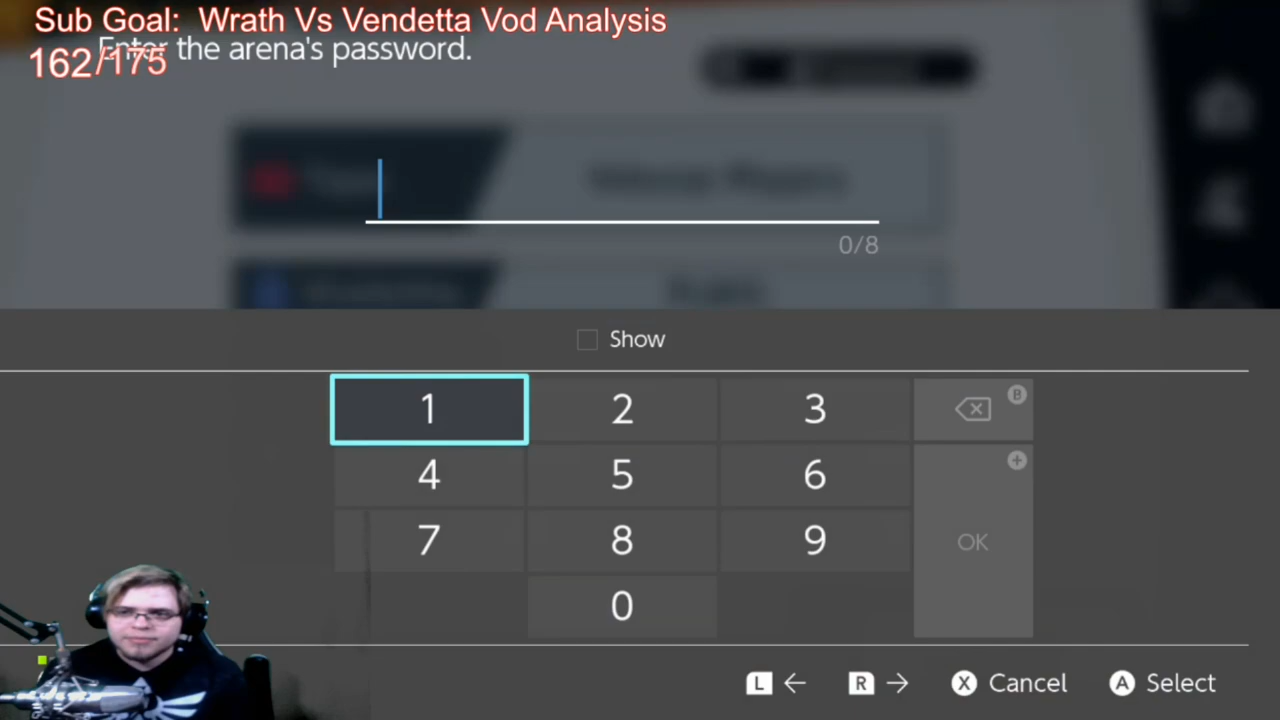 Sub Goal: Wrath Vs Vendetta Vod Analysis
Enter the arena's password.
162/175
0/8
Show
1 2 3 B
4 5 6 +
7 8 9 OK
0
L ← R → X Cancel A Select